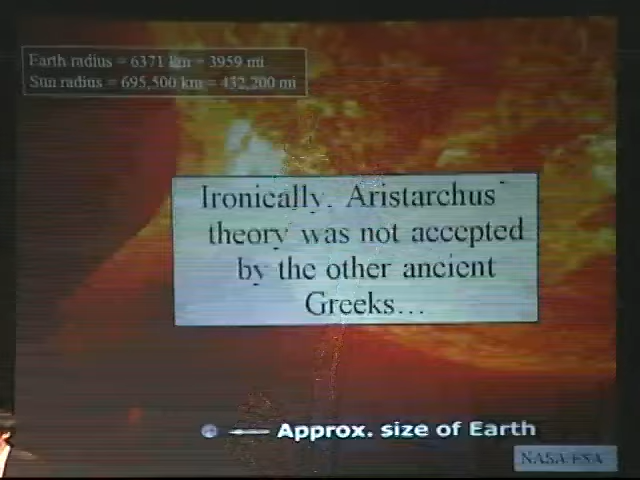 Earth radius = 6371 km = 3959 mi
Sun radius = 695,500 km = 432,200 mi
Ironically, Aristarchus'
theory was not accepted
by the other ancient
Greeks...
Approx. size of Earth
NASA/ESA